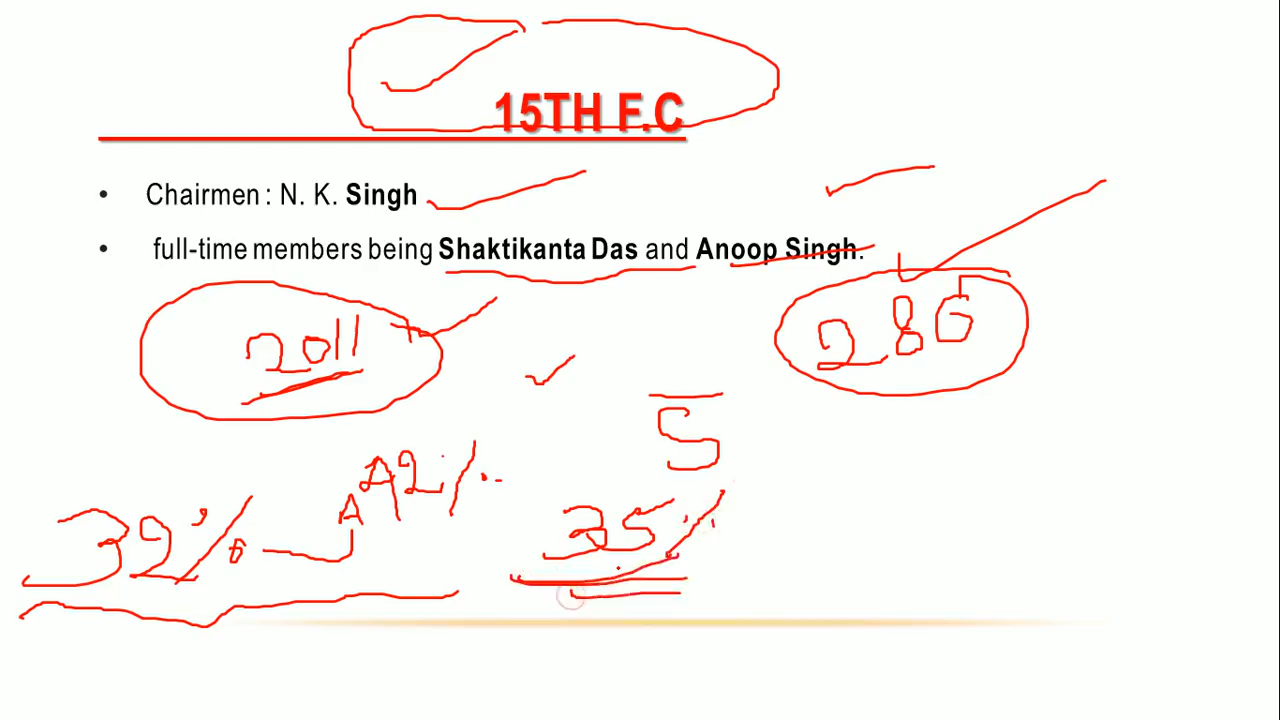 15TH F.C
• Chairmen : N. K. Singh
• full-time members being Shaktikanta Das and Anoop Singh.
2011
286
5
42%.
32%
35%